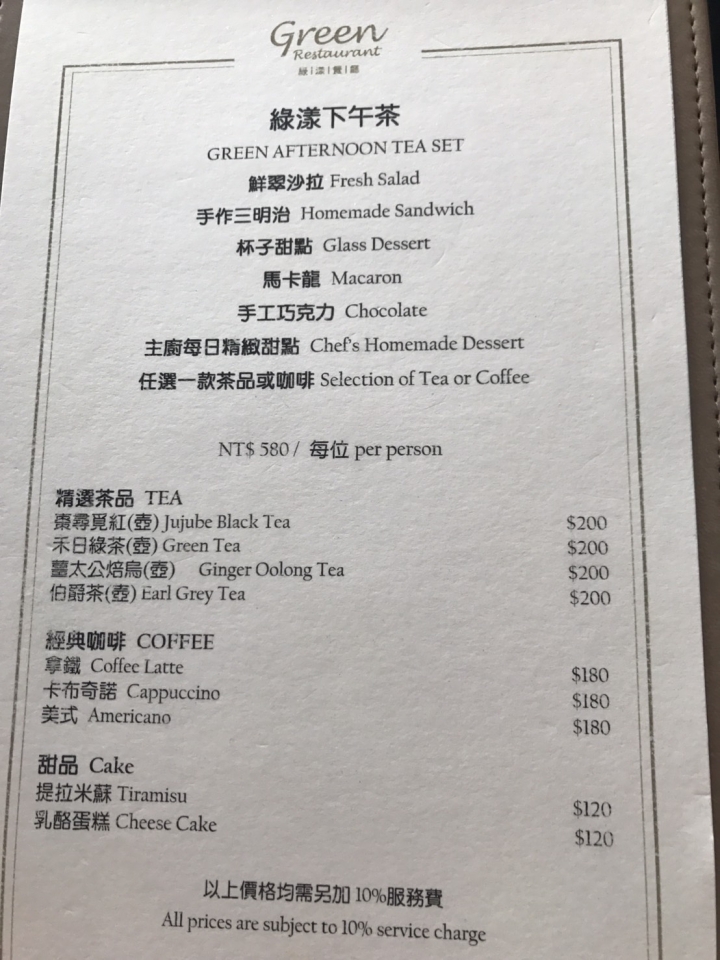 Green
Restaurant
綠|漾|餐|廳
綠漾下午茶
GREEN AFTERNOON TEA SET
鮮翠沙拉 Fresh Salad
手作三明治 Homemade Sandwich
杯子甜點 Glass Dessert
馬卡龍 Macaron
手工巧克力 Chocolate
主廚每日精緻甜點 Chef's Homemade Dessert
任選一款茶品或咖啡 Selection of Tea or Coffee
NT$ 580 / 每位 per person
精選茶品 TEA
棗尋覓紅(壺) Jujube Black Tea $200
禾日綠茶(壺) Green Tea $200
薑太公焙烏(壺) Ginger Oolong Tea $200
伯爵茶(壺) Earl Grey Tea $200
經典咖啡 COFFEE
拿鐵 Coffee Latte $180
卡布奇諾 Cappuccino $180
美式 Americano $180
甜品 Cake
提拉米蘇 Tiramisu $120
乳酪蛋糕 Cheese Cake $120
以上價格均需另加 10%服務費
All prices are subject to 10% service charge